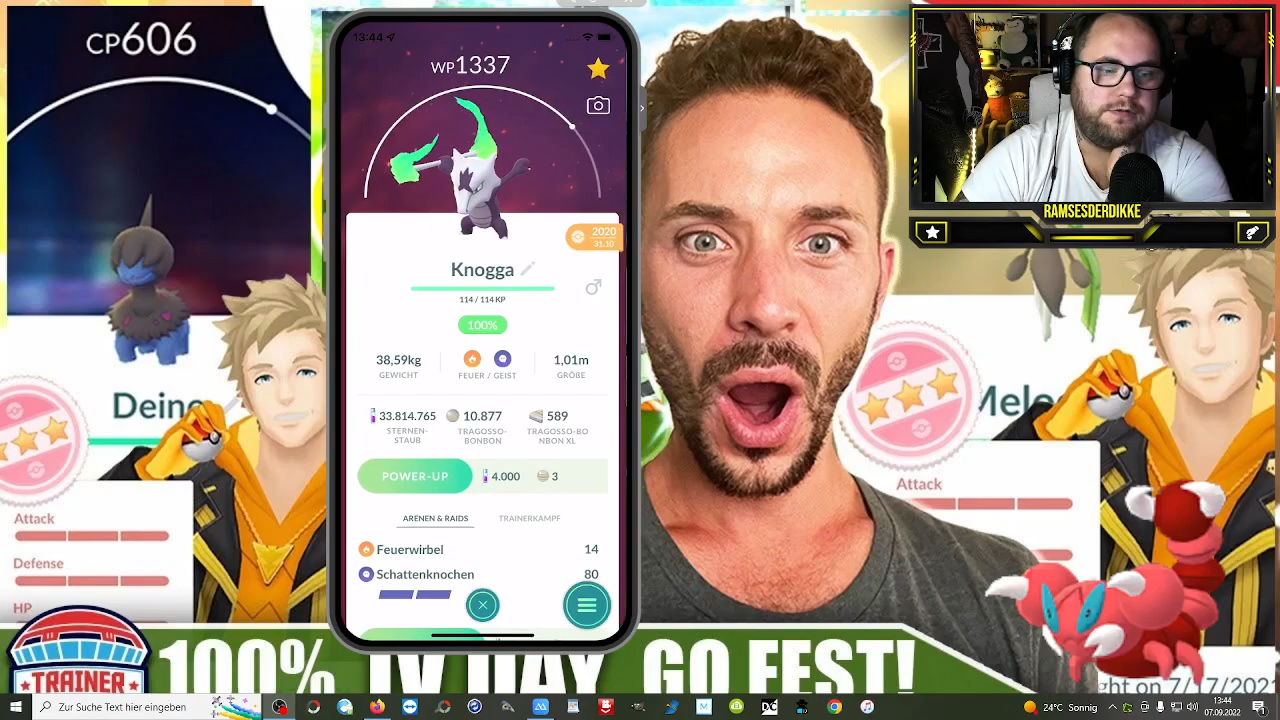 CP606
13:44
WP1337
2020
31.10
Knogga
114 / 114 KP
100%
38,59kg
GEWICHT
FEUER / GEIST
1,01m
GRÖßE
33.814.765
STERNEN-
STAUB
10.877
TRAGOSSO-
BONBON
589
TRAGOSSO-BO
NBON XL
POWER-UP
4.000
3
ARENEN & RAIDS
TRAINERKAMPF
Feuerwirbel
14
Schattenknochen
80
RAMSESDERDIKKE
Deino
Attack
Defense
HP
Attack
TRAINER
100% IV DAY GO FEST!
ght on 7/17/2021
Zur Suche Text hier eingeben
24°C Sonnig
13:44
07.09.2022